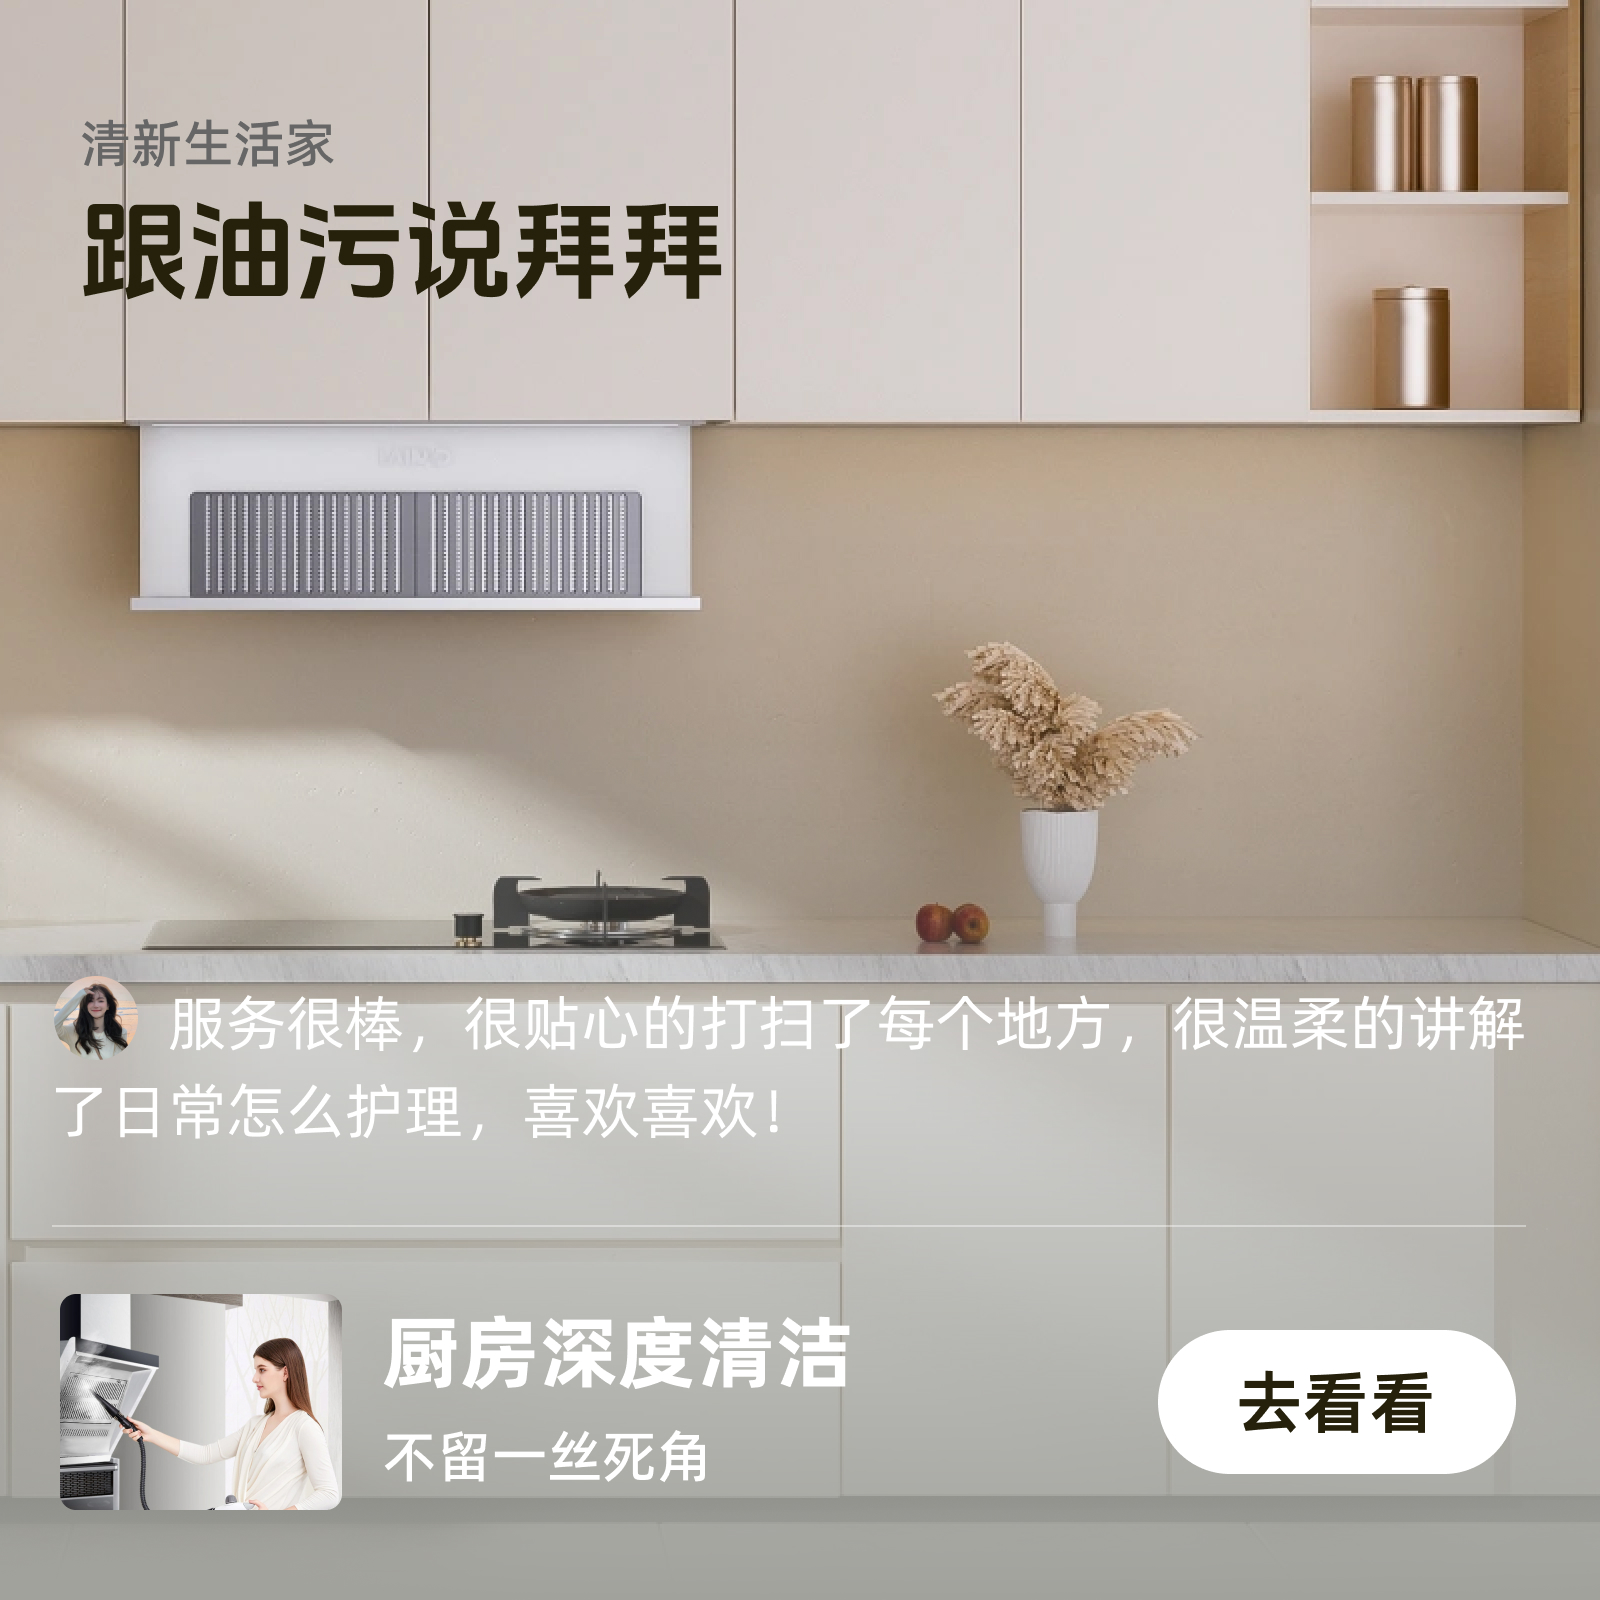 清新生活家
跟油污说拜拜
服务很棒，很贴心的打扫了每个地方，很温柔的讲解
了日常怎么护理，喜欢喜欢！
厨房深度清洁
不留一丝死角
去看看